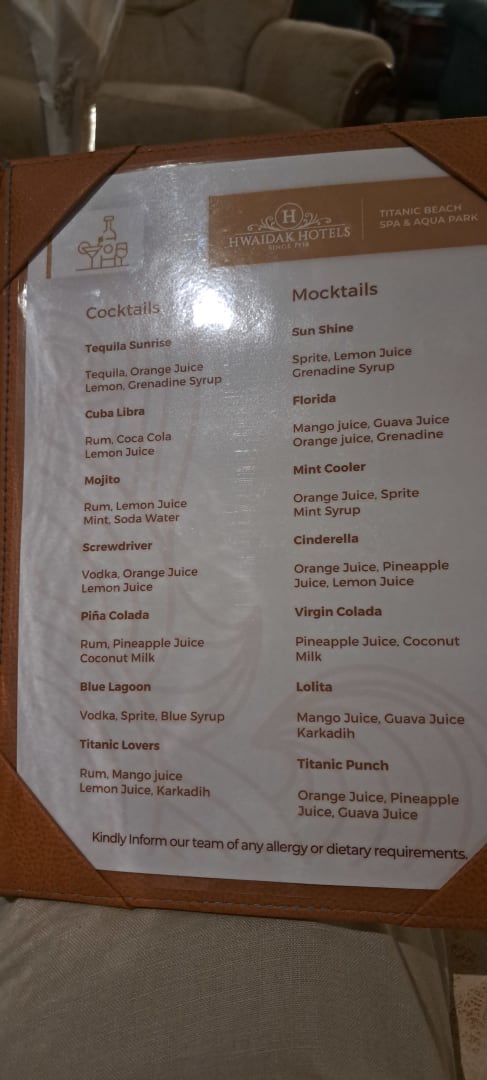 H
HWAIDAK HOTELS
SINCE 1918
TITANIC BEACH
SPA & AQUA PARK
Cocktails
Tequila Sunrise
Tequila, Orange Juice
Lemon, Grenadine Syrup
Cuba Libra
Rum, Coca Cola
Lemon Juice
Mojito
Rum, Lemon Juice
Mint, Soda Water
Screwdriver
Vodka, Orange Juice
Lemon Juice
Piña Colada
Rum, Pineapple Juice
Coconut Milk
Blue Lagoon
Vodka, Sprite, Blue Syrup
Titanic Lovers
Rum, Mango juice
Lemon Juice, Karkadih
Mocktails
Sun Shine
Sprite, Lemon Juice
Grenadine Syrup
Florida
Mango juice, Guava Juice
Orange juice, Grenadine
Mint Cooler
Orange Juice, Sprite
Mint Syrup
Cinderella
Orange Juice, Pineapple
Juice, Lemon Juice
Virgin Colada
Pineapple Juice, Coconut
Milk
Lolita
Mango Juice, Guava Juice
Karkadih
Titanic Punch
Orange Juice, Pineapple
Juice, Guava Juice
Kindly Inform our team of any allergy or dietary requirements.